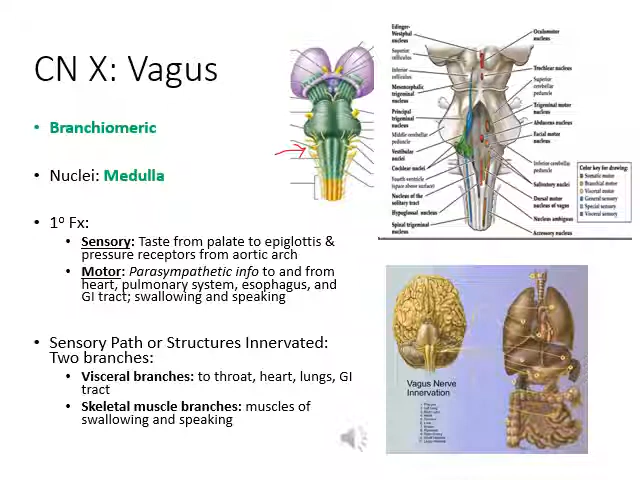 CN X: Vagus
• Branchiomeric
• Nuclei: Medulla
• 1º Fx:
• Sensory: Taste from palate to epiglottis &
pressure receptors from aortic arch
• Motor: Parasympathetic info to and from
heart, pulmonary system, esophagus, and
GI tract; swallowing and speaking
• Sensory Path or Structures Innervated:
Two branches:
• Visceral branches: to throat, heart, lungs, GI
tract
• Skeletal muscle branches: muscles of
swallowing and speaking
Edinger-
Westphal nucleus
Superior
colliculus
Inferior
colliculus
Mesencephalic
trigeminal
nucleus
Principal
trigeminal
nucleus
Middle cerebellar
peduncle
Vestibular
nuclei
Cochlear nuclei
Fourth ventricle
(space above surface)
Nucleus of the
solitary tract
Hypoglossal nucleus
Spinal trigeminal
nucleus
Oculomotor
nucleus
Trochlear nucleus
Superior
cerebellar
peduncle
Trigeminal motor
nucleus
Abducens nucleus
Facial motor
nucleus
Inferior cerebellar
peduncle
Salivatory nuclei
Dorsal motor
nucleus of vagus
Nucleus ambiguus
Accessory nucleus
Color key for drawing:
Somatic motor
Branchial motor
Visceral motor
General sensory
Special sensory
Visceral sensory
Vagus Nerve
Innervation